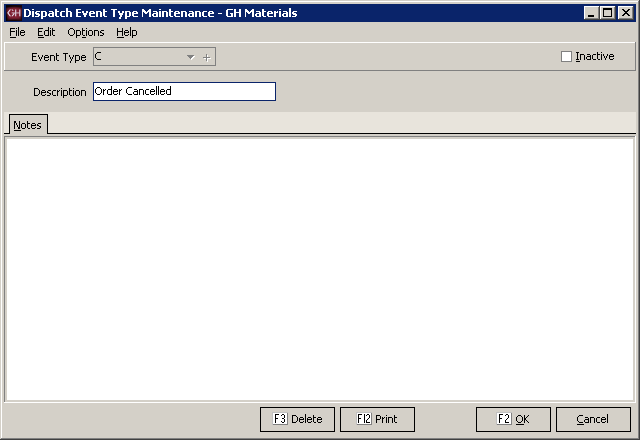 GH Dispatch Event Type Maintenance - GH Materials
File Edit Options Help
Event Type C + Inactive
Description Order Cancelled
Notes
F3 Delete F12 Print F2 OK Cancel